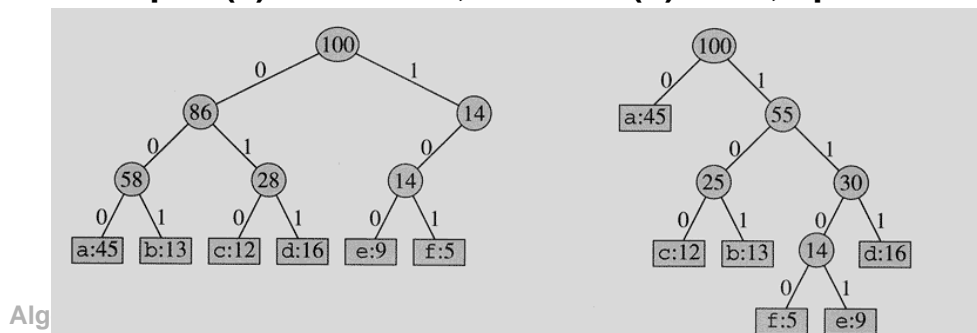 100 100
0 1 0 1
86 14 a:45 55
0 1 0 0 1
58 28 14 25 30
0 1 0 1 0 1 0 1 0 1
a:45 b:13 c:12 d:16 e:9 f:5 c:12 b:13 14 d:16
0 1
f:5 e:9
Alg